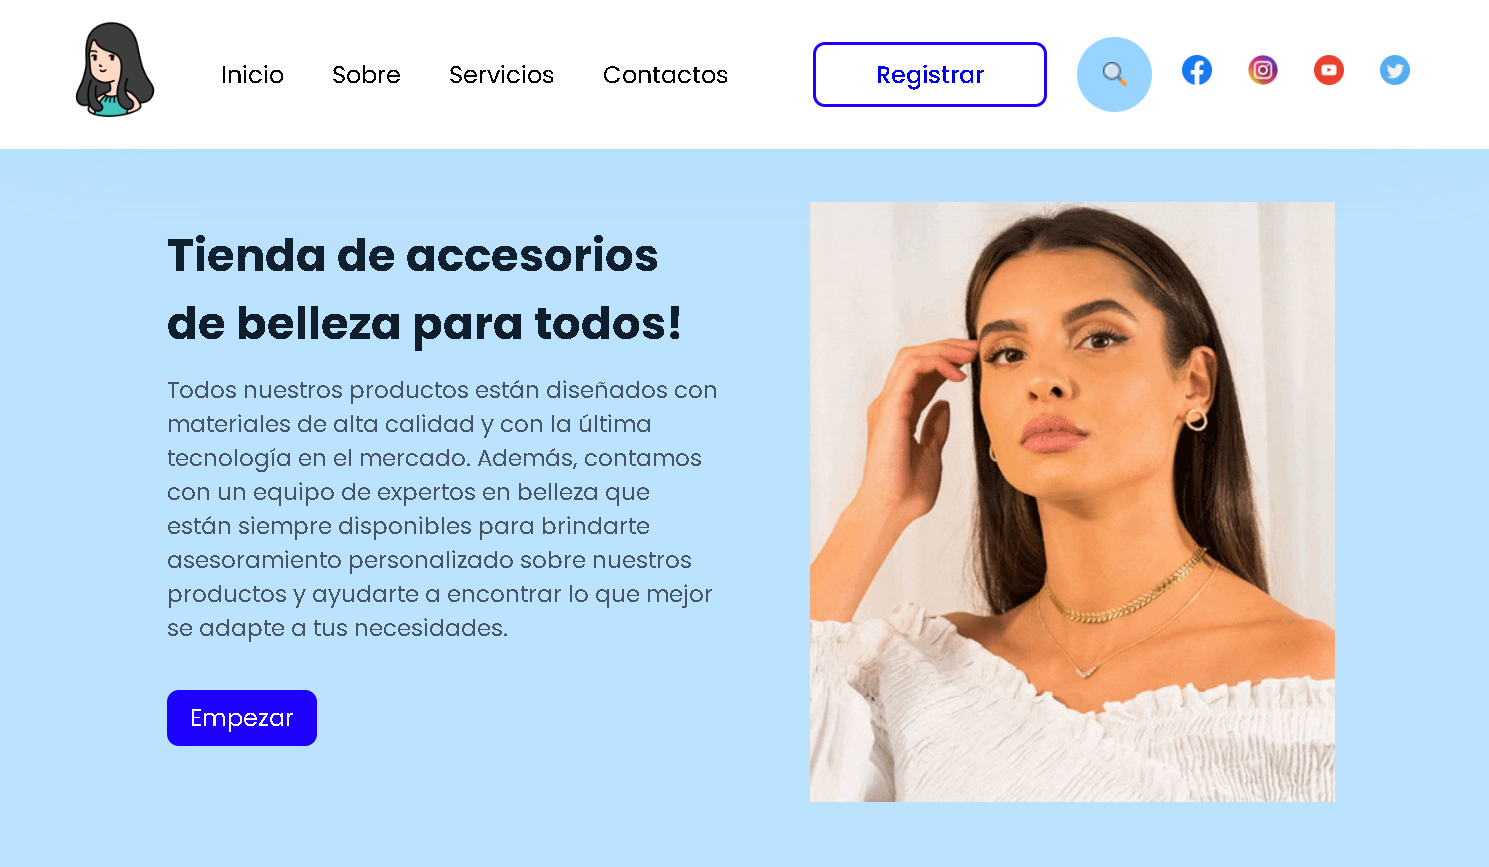 Inicio Sobre Servicios Contactos Registrar
Tienda de accesorios
de belleza para todos!
Todos nuestros productos están diseñados con
materiales de alta calidad y con la última
tecnología en el mercado. Además, contamos
con un equipo de expertos en belleza que
están siempre disponibles para brindarte
asesoramiento personalizado sobre nuestros
productos y ayudarte a encontrar lo que mejor
se adapte a tus necesidades.
Empezar